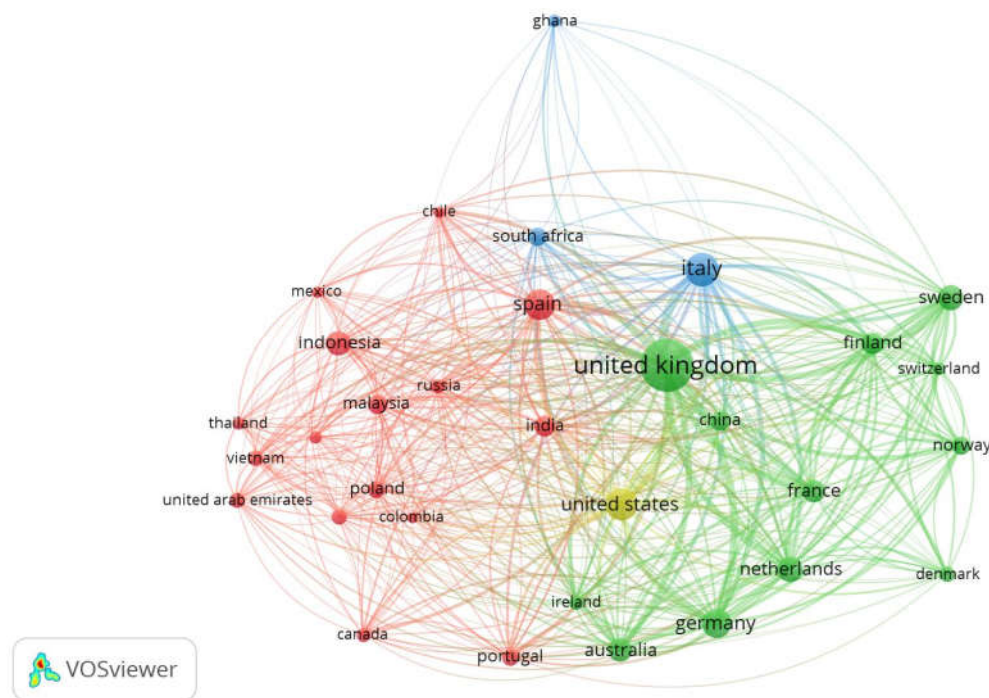 ghana
chile
south africa
italy
mexico
spain
sweden
indonesia
finland
united kingdom
switzerland
russia
malaysia
thailand
india
china
norway
vietnam
poland
france
united arab emirates
united states
colombia
netherlands
denmark
ireland
germany
canada
australia
portugal
VOSviewer